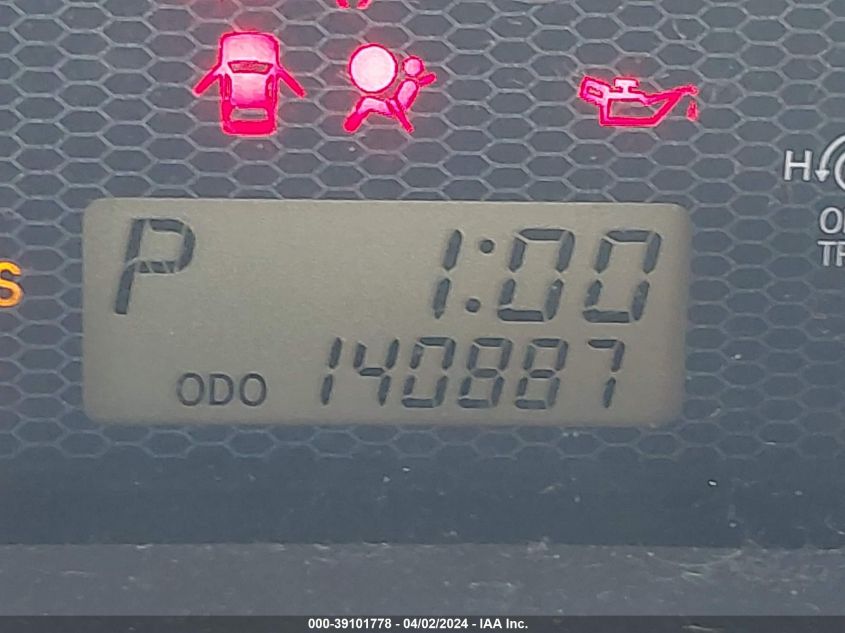 H
S
P 1:00
ODO 140887
000-39101778 - 04/02/2024 - IAA Inc.